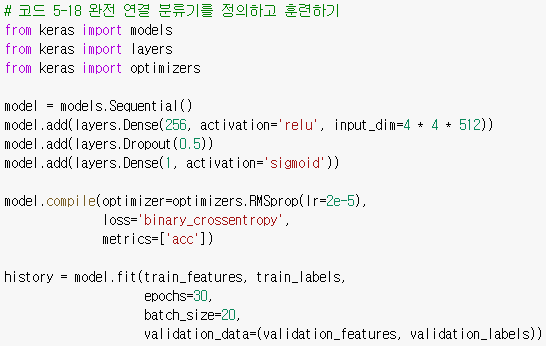 # 코드 5-18 완전 연결 분류기를 정의하고 훈련하기
from keras import models
from keras import layers
from keras import optimizers
model = models.Sequential()
model.add(layers.Dense(256, activation='relu', input_dim=4 * 4 * 512))
model.add(layers.Dropout(0.5))
model.add(layers.Dense(1, activation='sigmoid'))
model.compile(optimizer=optimizers.RMSprop(lr=2e-5),
              loss='binary_crossentropy',
              metrics=['acc'])
history = model.fit(train_features, train_labels,
                    epochs=30,
                    batch_size=20,
                    validation_data=(validation_features, validation_labels))